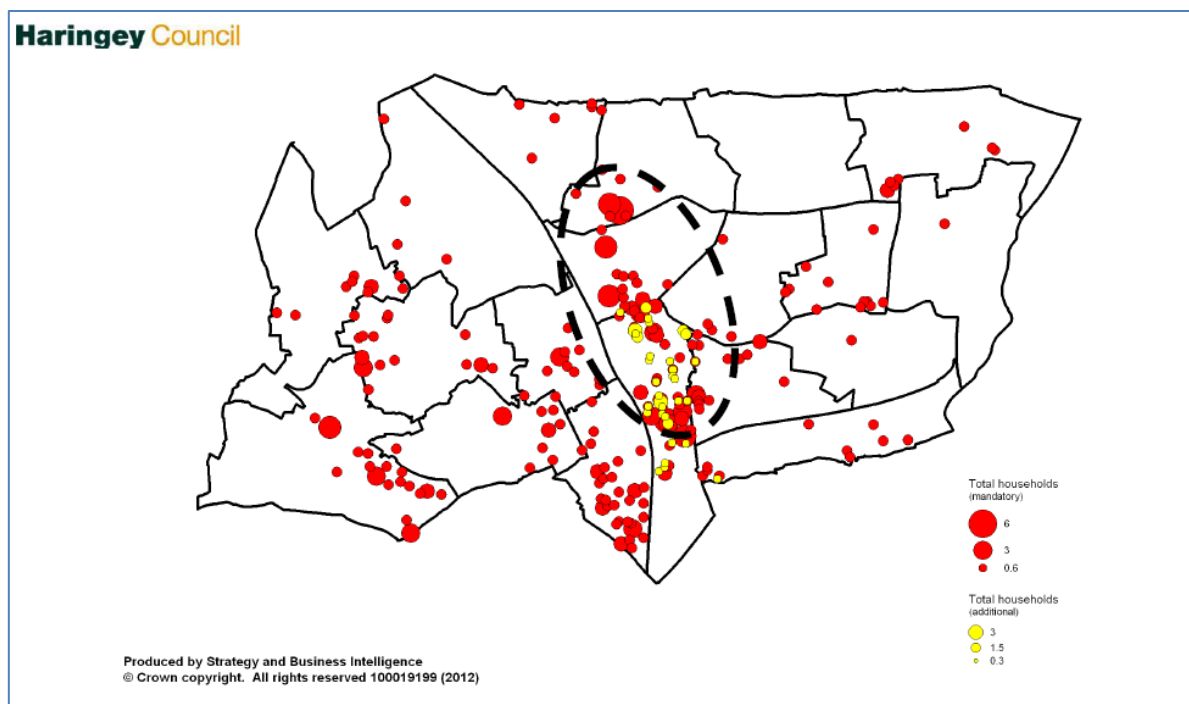 Haringey Council
Total households
(mandatory)
6
3
0.6
Total households
(additional)
3
1.5
0.3
Produced by Strategy and Business Intelligence
© Crown copyright. All rights reserved 100019199 (2012)